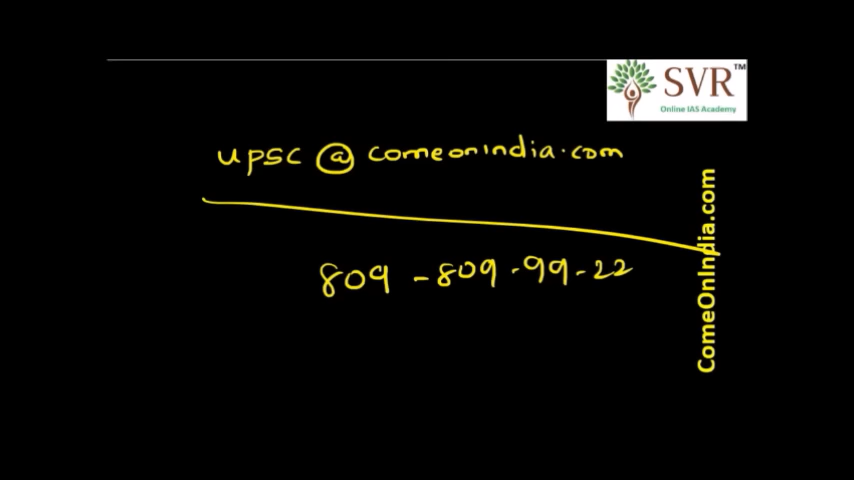 SVR™
Online IAS Academy
upsc @ comeonindia.com
809 - 809 - 99 - 22
ComeOnIndia.com